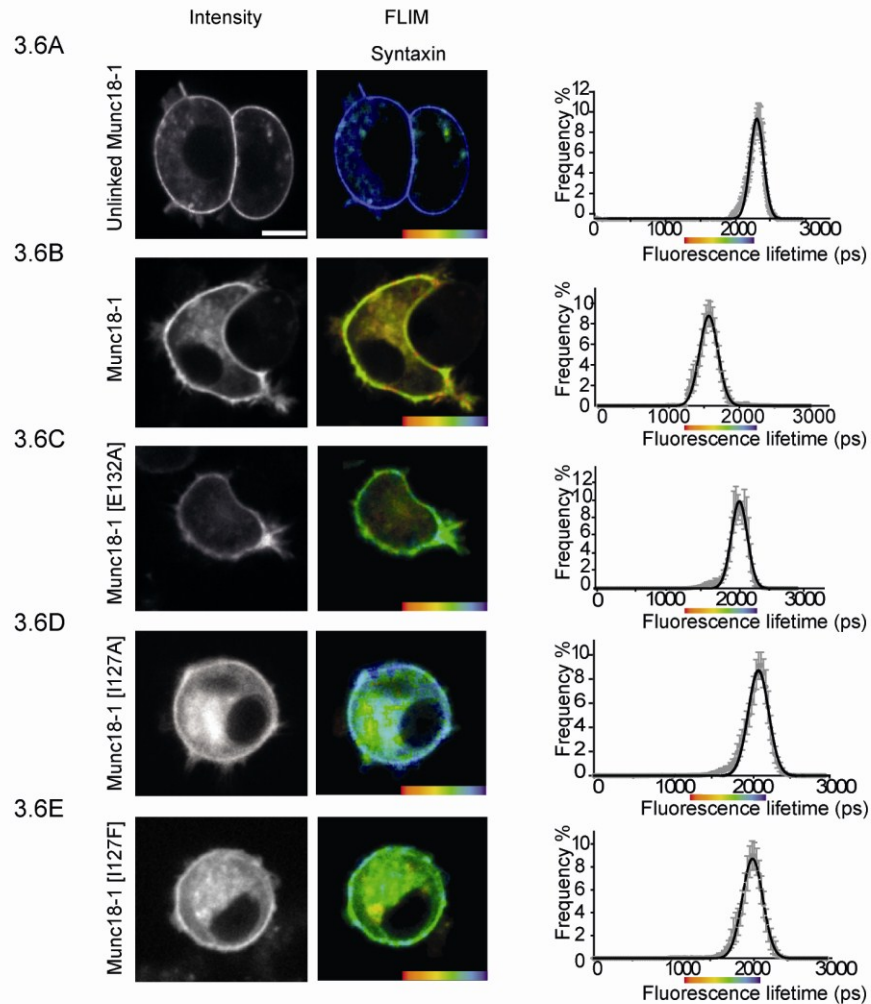 Intensity FLIM
Syntaxin
3.6A
Unlinked Munc18-1
Frequency %
12
10
8
6
4
2
0
0 1000 2000 3000
Fluorescence lifetime (ps)
3.6B
Munc18-1
Frequency %
10
8
6
4
2
0
0 1000 2000 3000
Fluorescence lifetime (ps)
3.6C
Munc18-1 [E132A]
Frequency %
12
10
8
6
4
2
0
0 1000 2000 3000
Fluorescence lifetime (ps)
3.6D
Munc18-1 [I127A]
Frequency %
10
8
6
4
2
0
0 1000 2000 3000
Fluorescence lifetime (ps)
3.6E
Munc18-1 [I127F]
Frequency %
10
8
6
4
2
0
0 1000 2000 3000
Fluorescence lifetime (ps)